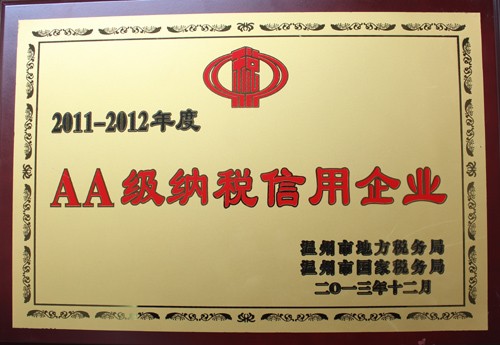 税
2011-2012年度
AA级纳税信用企业
温州市地方税务局
温州市国家税务局
二〇一三年十二月